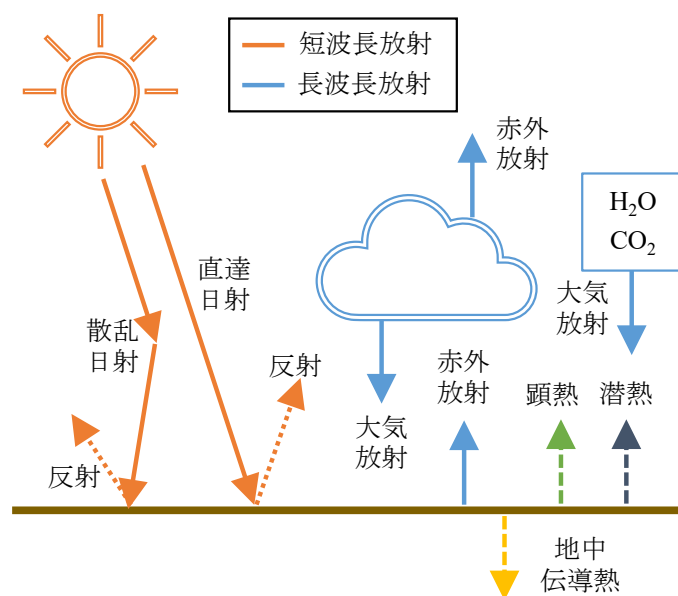 短波長放射
長波長放射
赤外
放射
H₂O
CO₂
直達
日射
大気
放射
散乱
日射
反射
赤外
放射
顕熱
潜熱
大気
放射
反射
地中
伝導熱